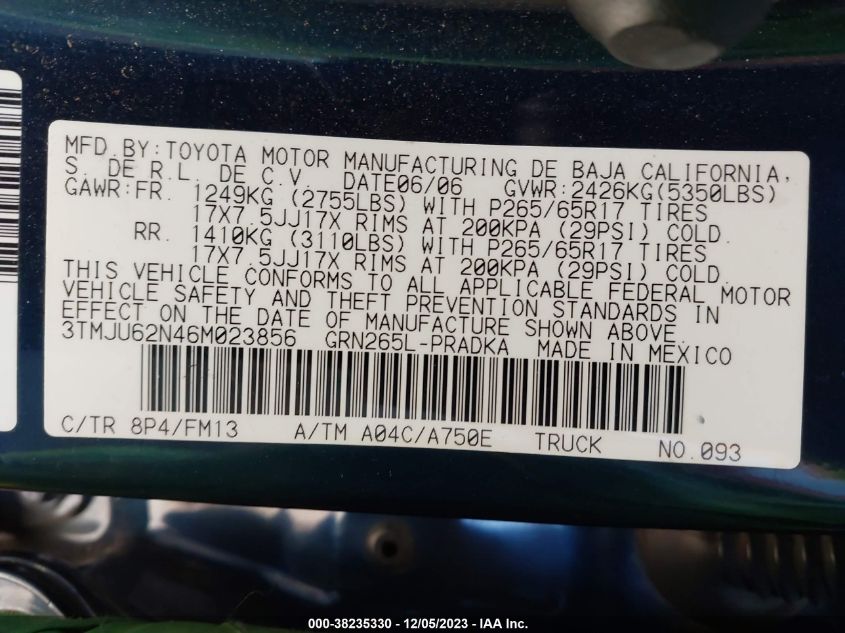 MFD. BY: TOYOTA MOTOR MANUFACTURING DE BAJA CALIFORNIA,
S. DE R.L. DE C.V. DATE06/06 GVWR:2426KG(5350LBS)
GAWR:FR. 1249KG (2755LBS) WITH P265/65R17 TIRES
17X7.5JJ17X RIMS AT 200KPA (29PSI) COLD.
RR. 1410KG (3110LBS) WITH P265/65R17 TIRES
17X7.5JJ17X RIMS AT 200KPA (29PSI) COLD.
THIS VEHICLE CONFORMS TO ALL APPLICABLE FEDERAL MOTOR
VEHICLE SAFETY AND THEFT PREVENTION STANDARDS IN
EFFECT ON THE DATE OF MANUFACTURE SHOWN ABOVE.
3TMJU62N46M023856 GRN265L-PRADKA MADE IN MEXICO
C/TR 8P4/FM13 A/TM A04C/A750E TRUCK NO.093
000-38235330 - 12/05/2023 - IAA Inc.